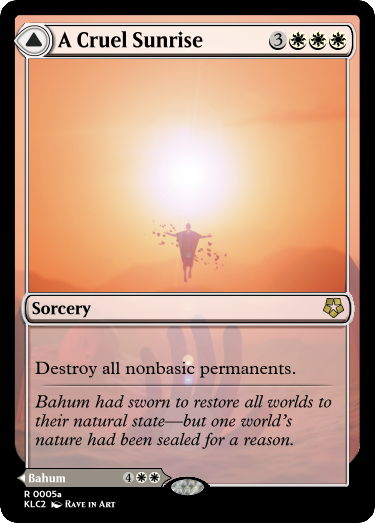 A Cruel Sunrise 3
Sorcery
Destroy all nonbasic permanents.
Bahum had sworn to restore all worlds to
their natural state—but one world's
nature had been sealed for a reason.
Bahum 4
R 0005a
KLC2 Rave in Art